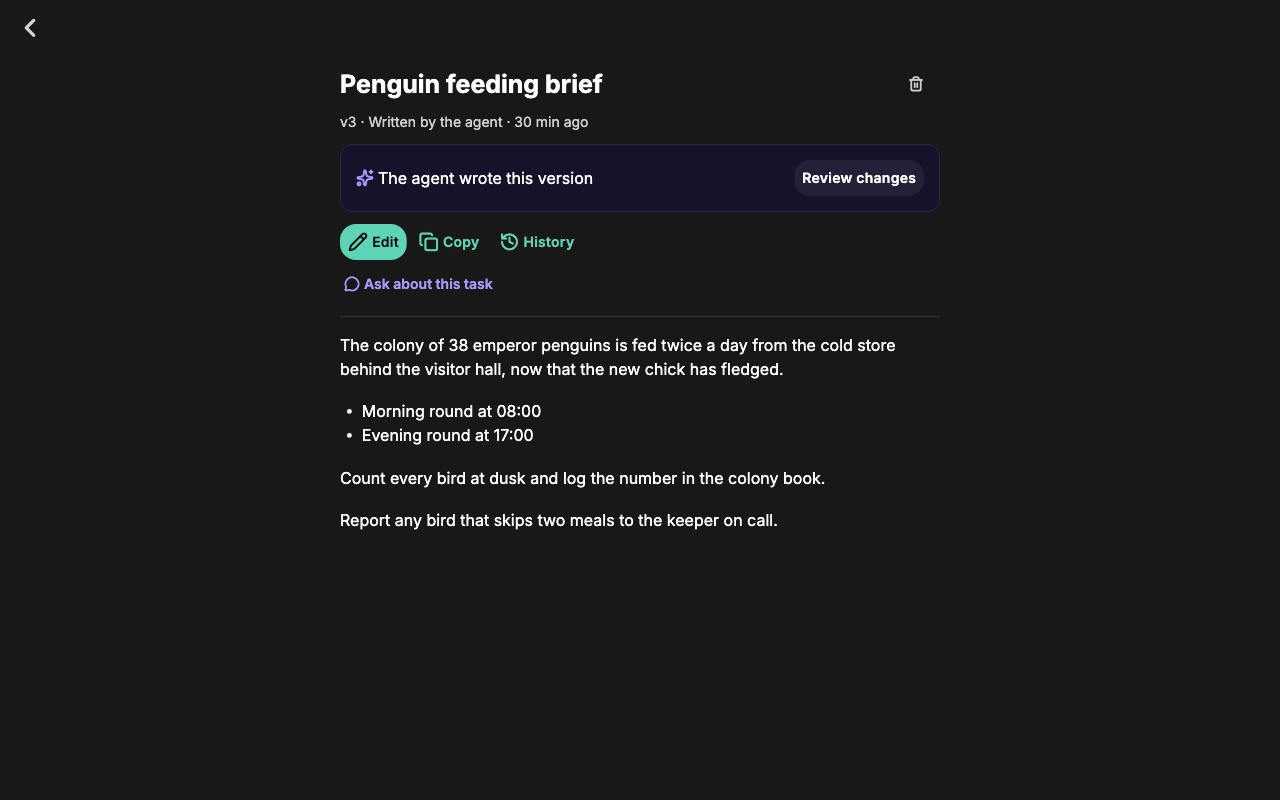 Penguin feeding brief
v3 · Written by the agent · 30 min ago
The agent wrote this version
Review changes
Edit
Copy
History
Ask about this task
The colony of 38 emperor penguins is fed twice a day from the cold store
behind the visitor hall, now that the new chick has fledged.
• Morning round at 08:00
• Evening round at 17:00
Count every bird at dusk and log the number in the colony book.
Report any bird that skips two meals to the keeper on call.